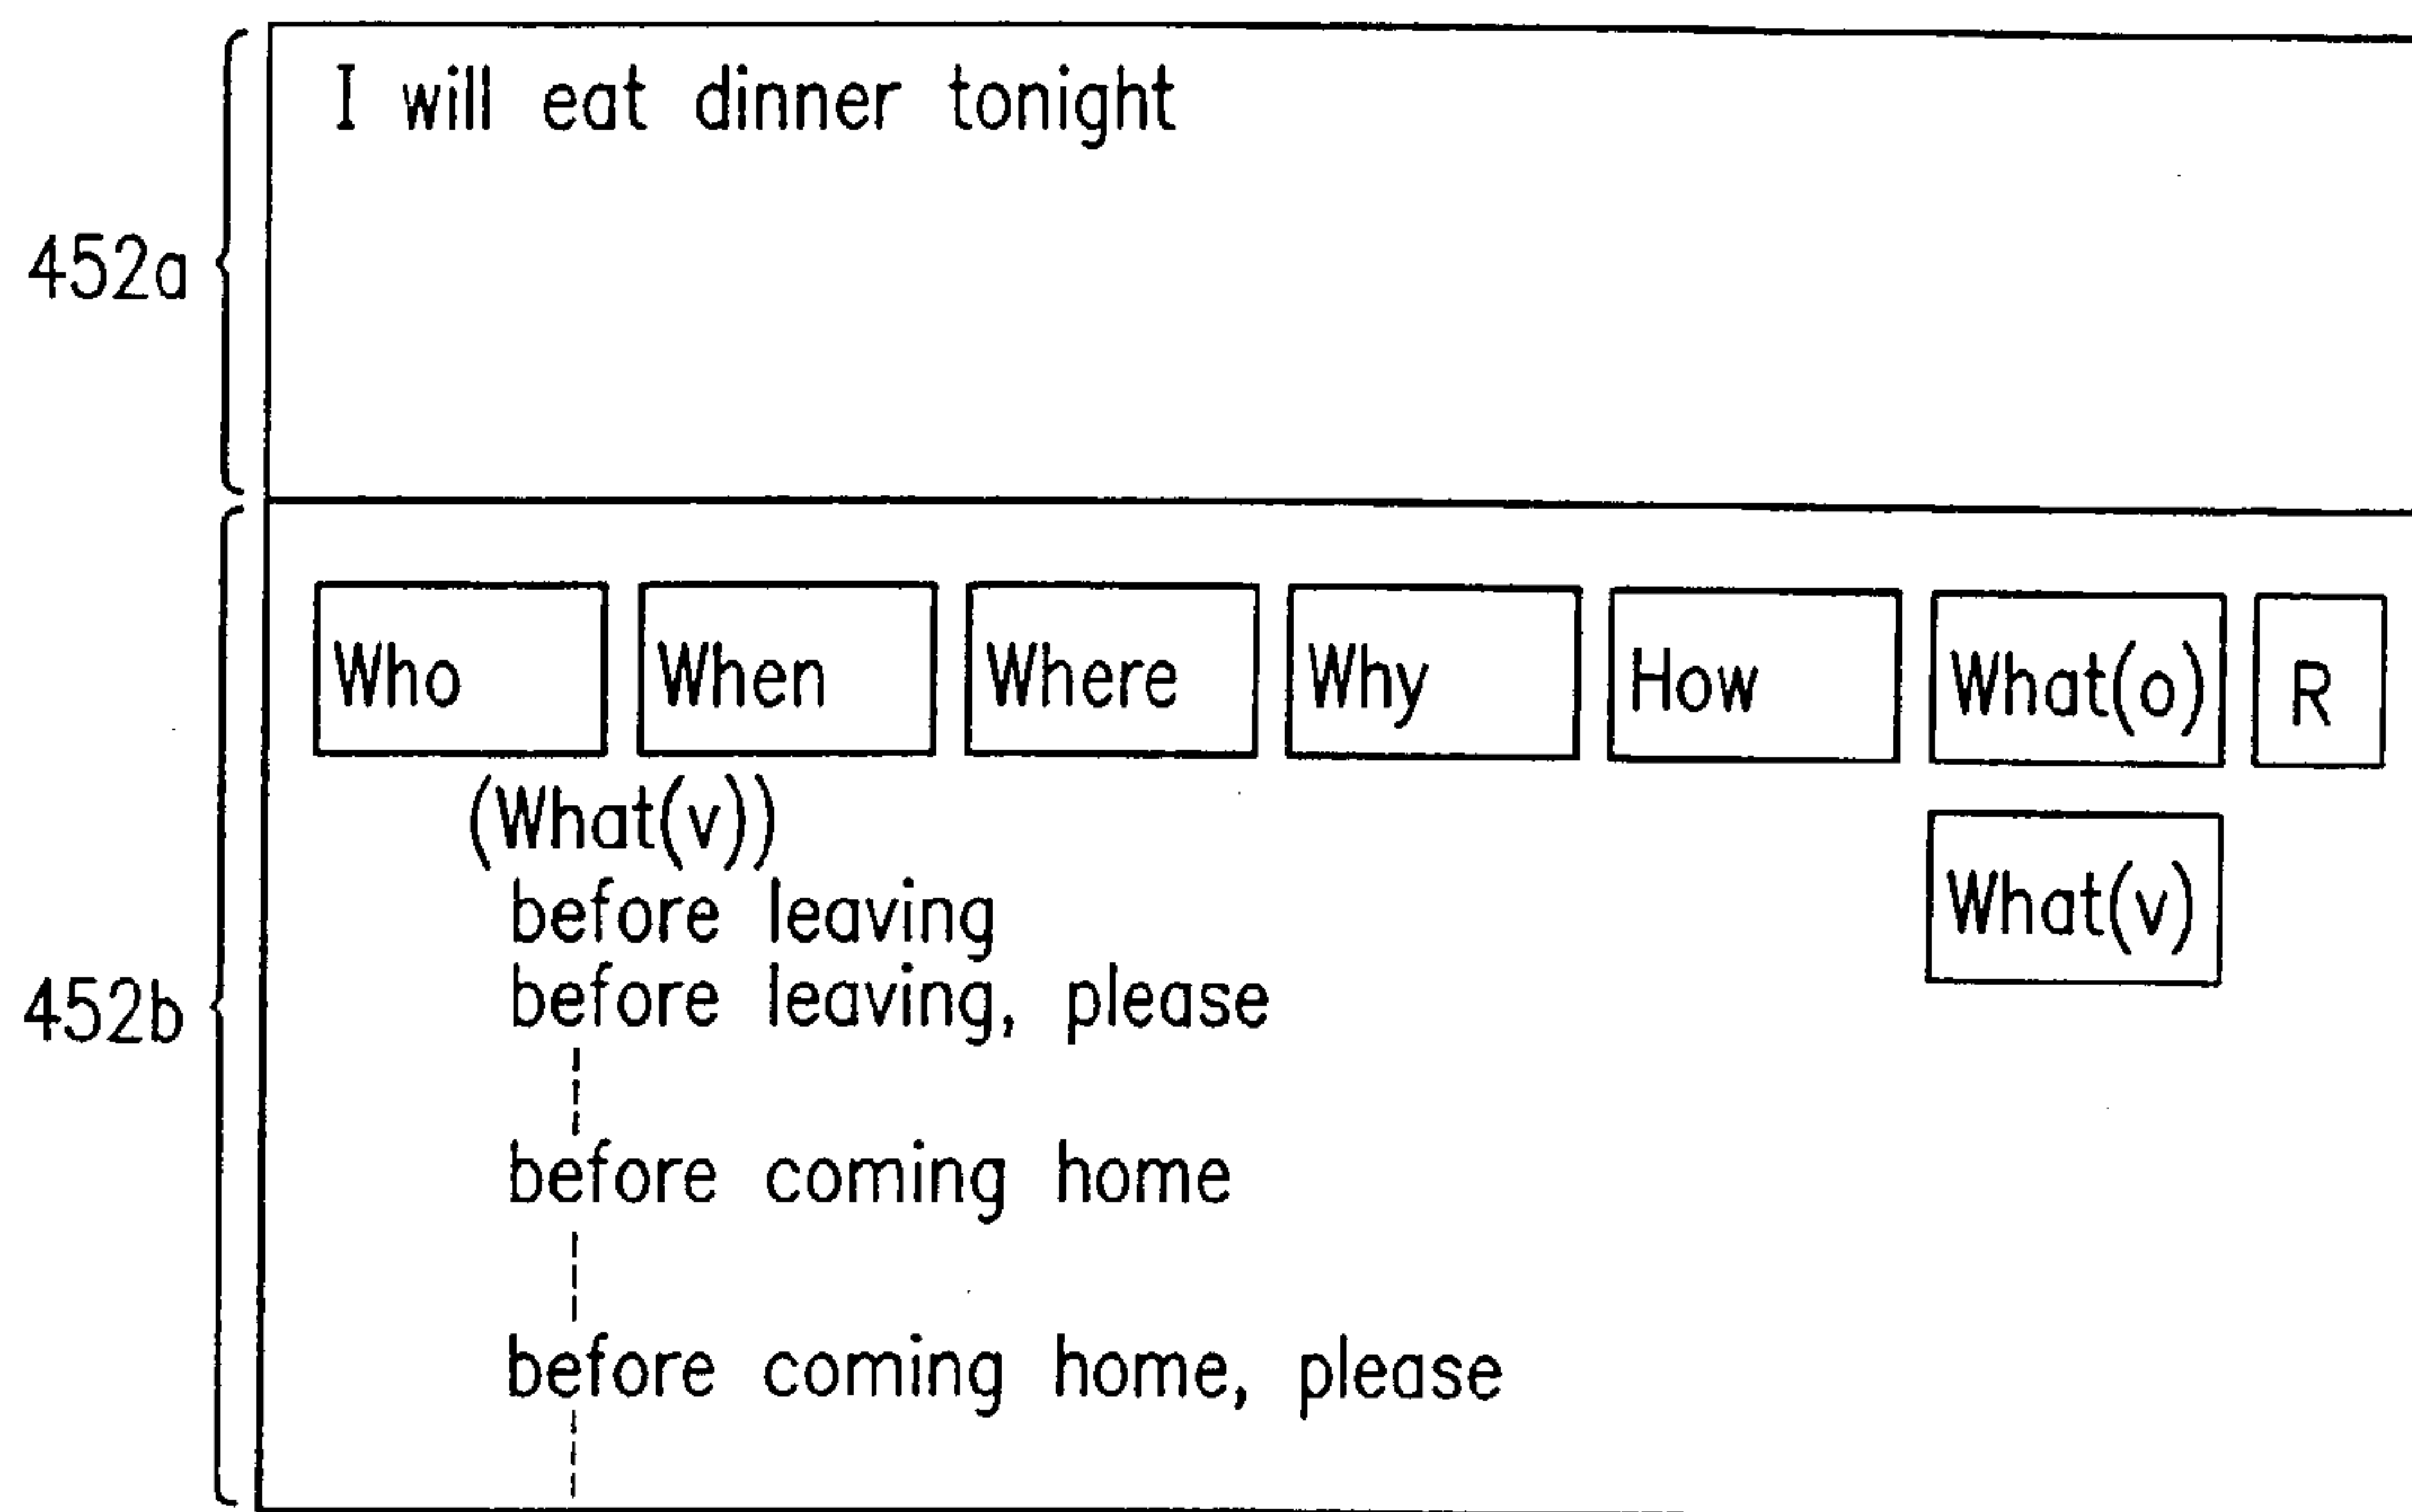 I will eat dinner tonight
452a
Who When Where Why How What(o) R
(What(v))
What(v)
before leaving
before leaving, please
452b
before coming home
before coming home, please